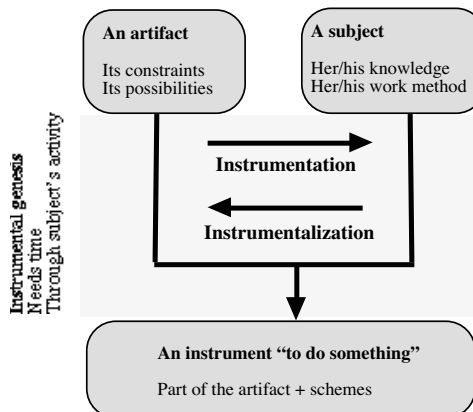 An artifact
Its constraints
Its possibilities
A subject
Her/his knowledge
Her/his work method
Instrumental genesis
Needs time
Through subject's activity
Instrumentation
Instrumentalization
An instrument “to do something”
Part of the artifact + schemes